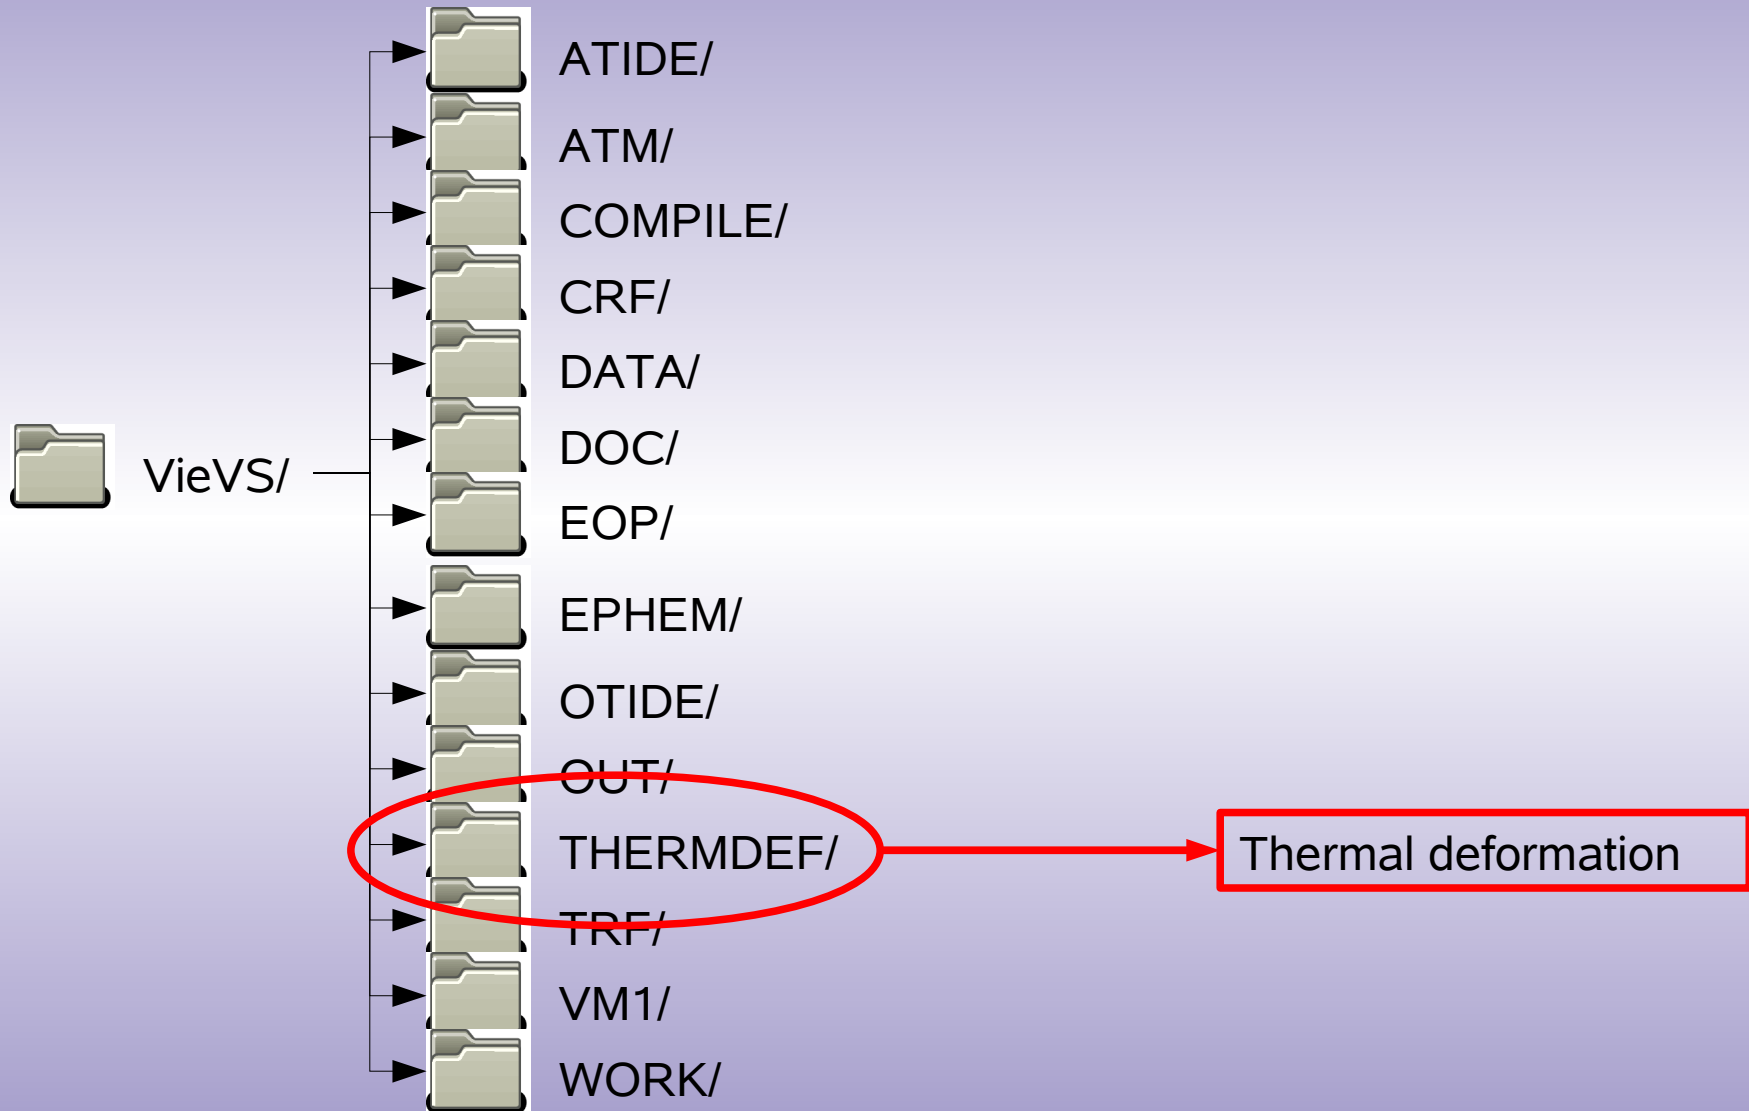 ATIDE/
ATM/
COMPILE/
CRF/
DATA/
DOC/
VieVS/
EOP/
EPHEM/
OTIDE/
OUT/
THERMDEF/
Thermal deformation
TRF/
VM1/
WORK/